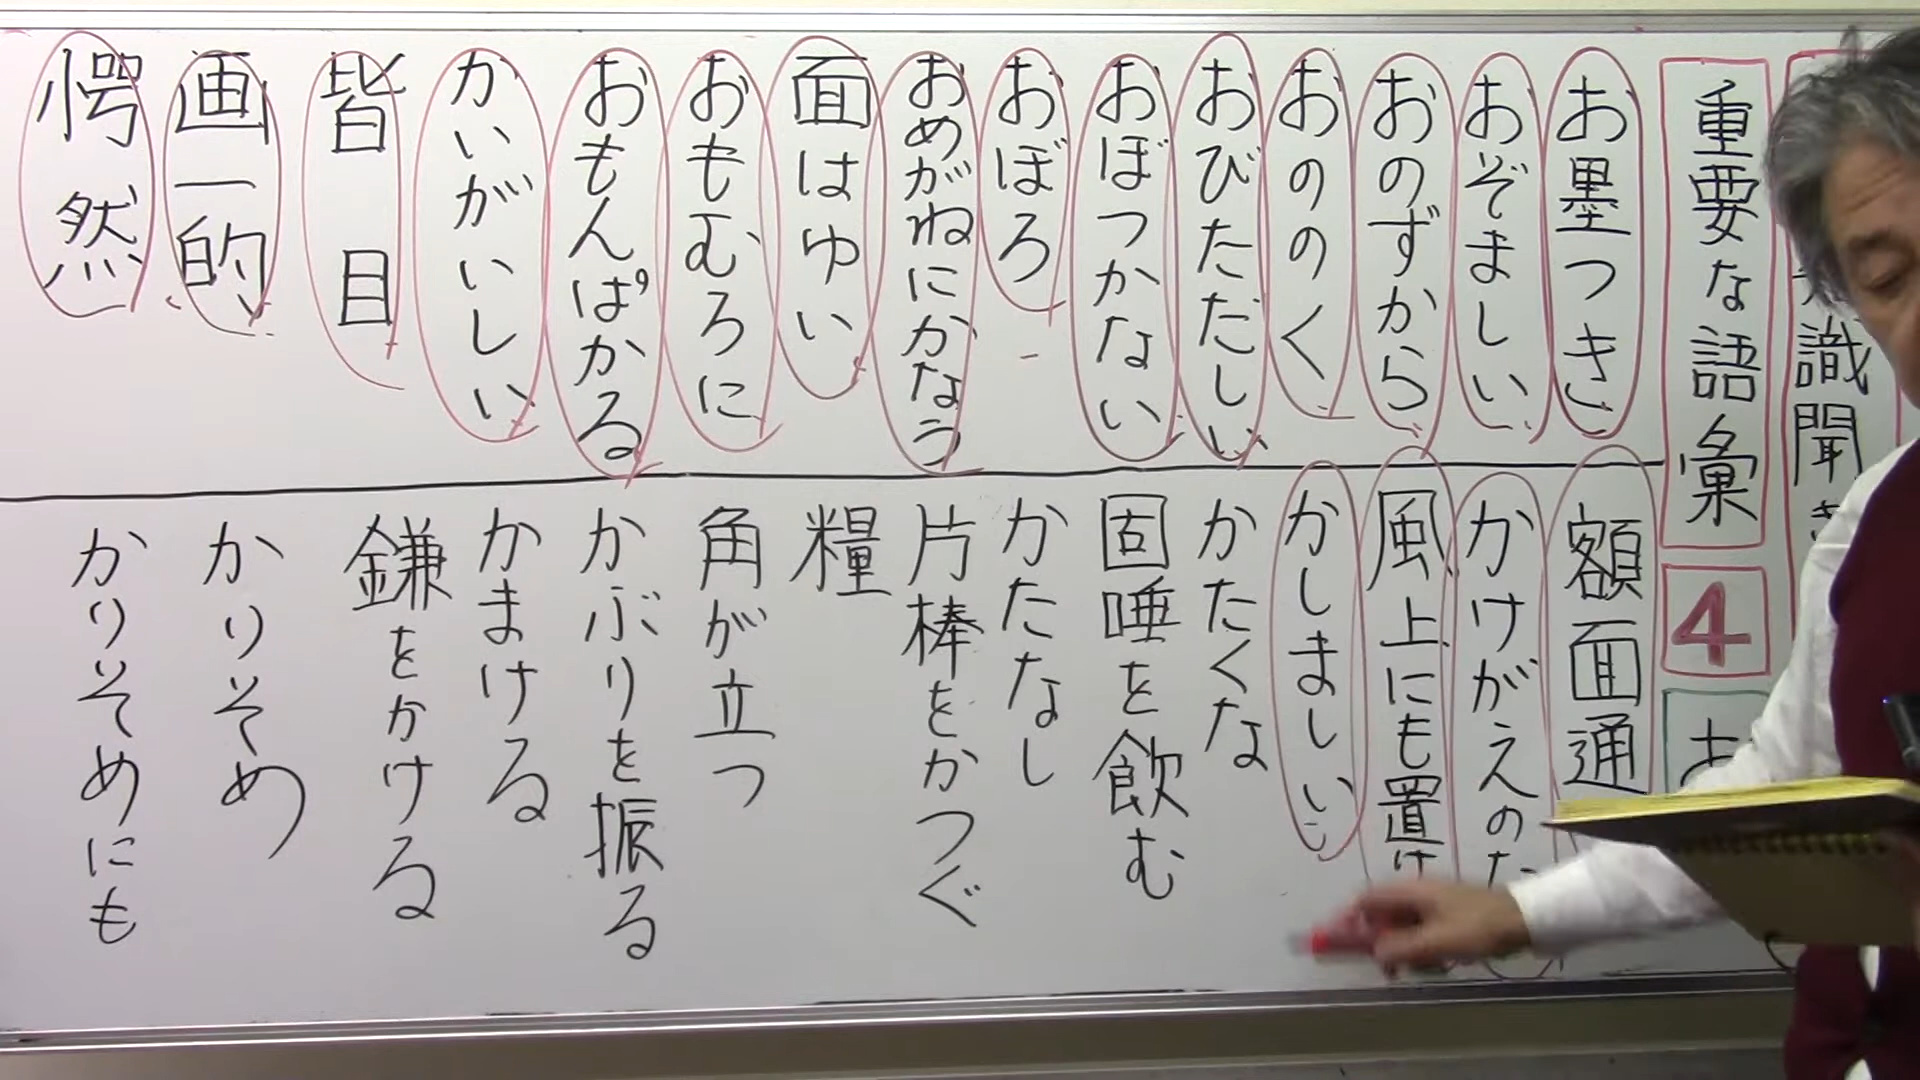 識聞
重要な語彙
4
お墨つき
おぞましい
おのずから
おののく
おびただしい
おぼつかない
おぼろ
おめがねにかなう
面はゆい
おもむろに
おもんぱかる
かいがいしい
皆目
画一的
愕然
額面通
かけがえのた
風上にも置け
かしましい
かたくな
固唾を飲む
かたなし
片棒をかつぐ
糧
角が立つ
かぶりを振る
かまける
鎌をかける
かりそめ
かりそめにも